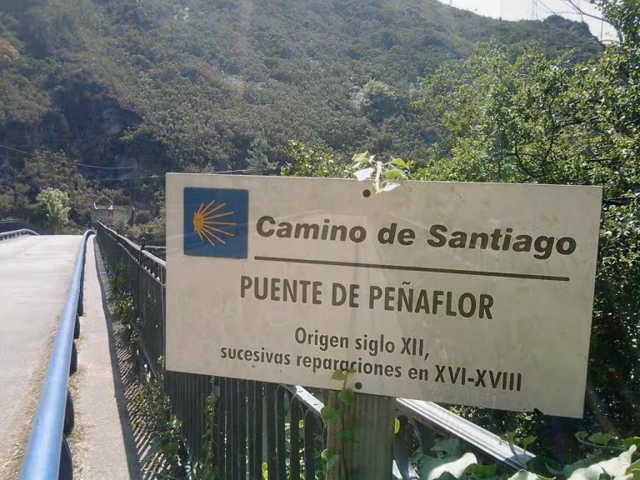 Camino de Santiago
PUENTE DE PEÑAFLOR
Origen siglo XII,
sucesivas reparaciones en XVI-XVIII